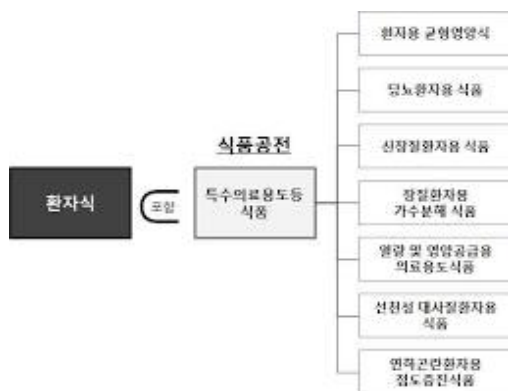 환자식
포함
식품공전
특수의료용도등
식품
환자용 균형영양식
당뇨환자용 식품
신장질환자용 식품
장질환자용
가수분해 식품
열량 및 영양공급용
의료용도식품
선천성 대사질환자용
식품
연하곤란환자용
점도증진식품